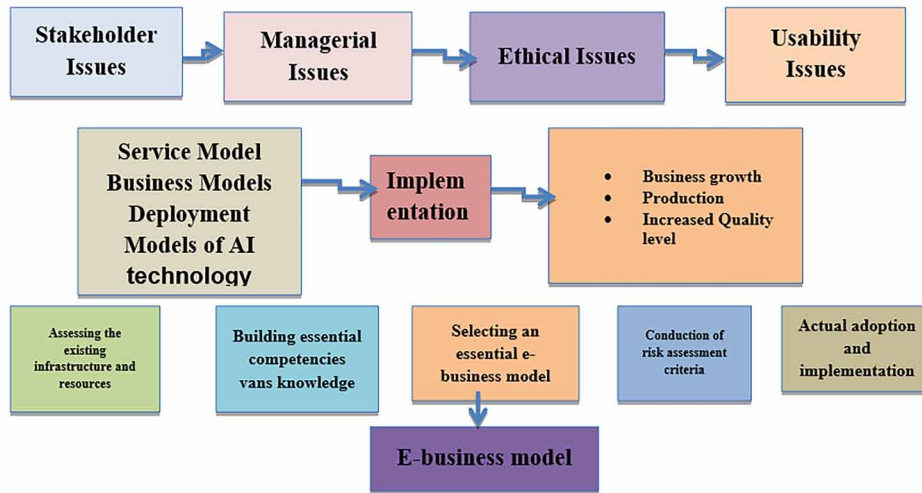 Stakeholder
Issues
Managerial
Issues
Ethical Issues
Usability
Issues
Service Model
Business Models
Deployment
Models of AI
technology
Implem
entation
• Business growth
• Production
• Increased Quality
level
Assessing the
existing
infrastructure and
resources
Building essential
competencies
vans knowledge
Selecting an
essential e-
business model
Conduction of
risk assessment
criteria
Actual adoption
and
implementation
E-business model